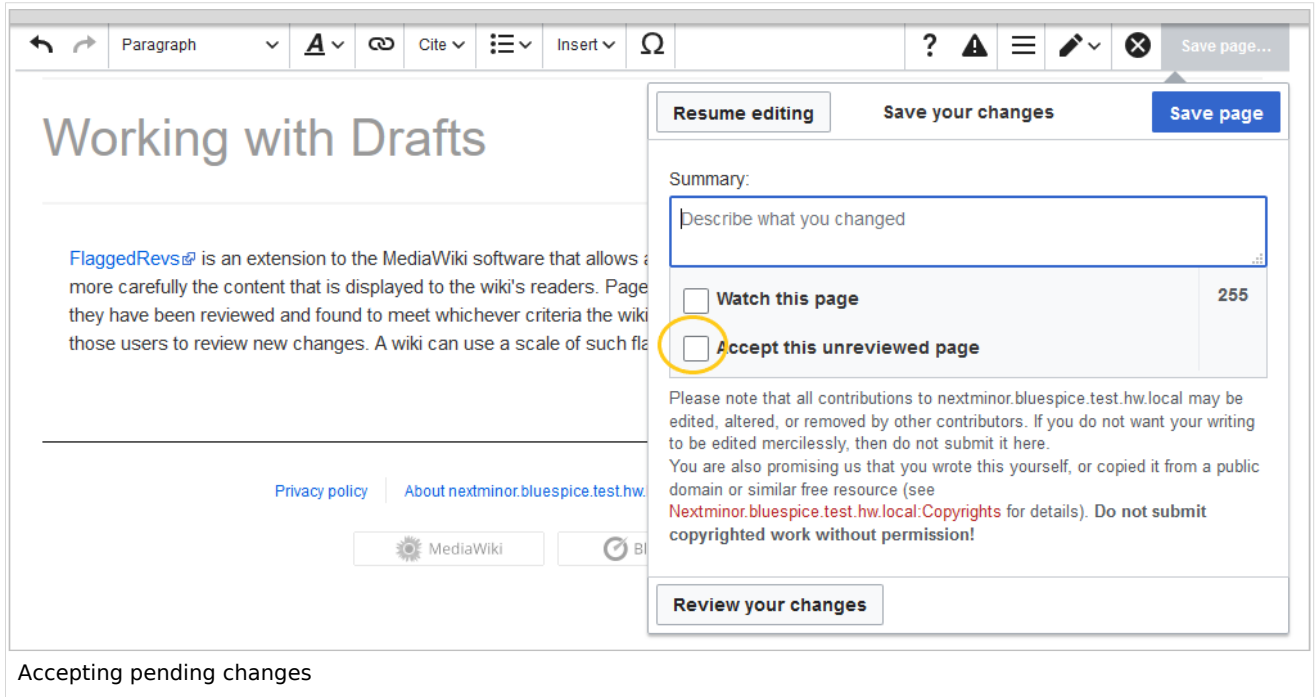 Paragraph
A
Cite
Insert
Ω
?
Save page...
Working with Drafts
FlaggedRevs is an extension to the MediaWiki software that allows
more carefully the content that is displayed to the wiki's readers. Page
they have been reviewed and found to meet whichever criteria the wiki
those users to review new changes. A wiki can use a scale of such
Privacy policy
About nextminor.bluespice.test.hw.
MediaWiki
Resume editing
Save your changes
Save page
Summary:
Describe what you changed
Watch this page
255
Accept this unreviewed page
Please note that all contributions to nextminor.bluespice.test.hw.local may be
edited, altered, or removed by other contributors. If you do not want your writing
to be edited mercilessly, then do not submit it here.
You are also promising us that you wrote this yourself, or copied it from a public
domain or similar free resource (see
Nextminor.bluespice.test.hw.local:Copyrights for details). Do not submit
copyrighted work without permission!
Review your changes
Accepting pending changes